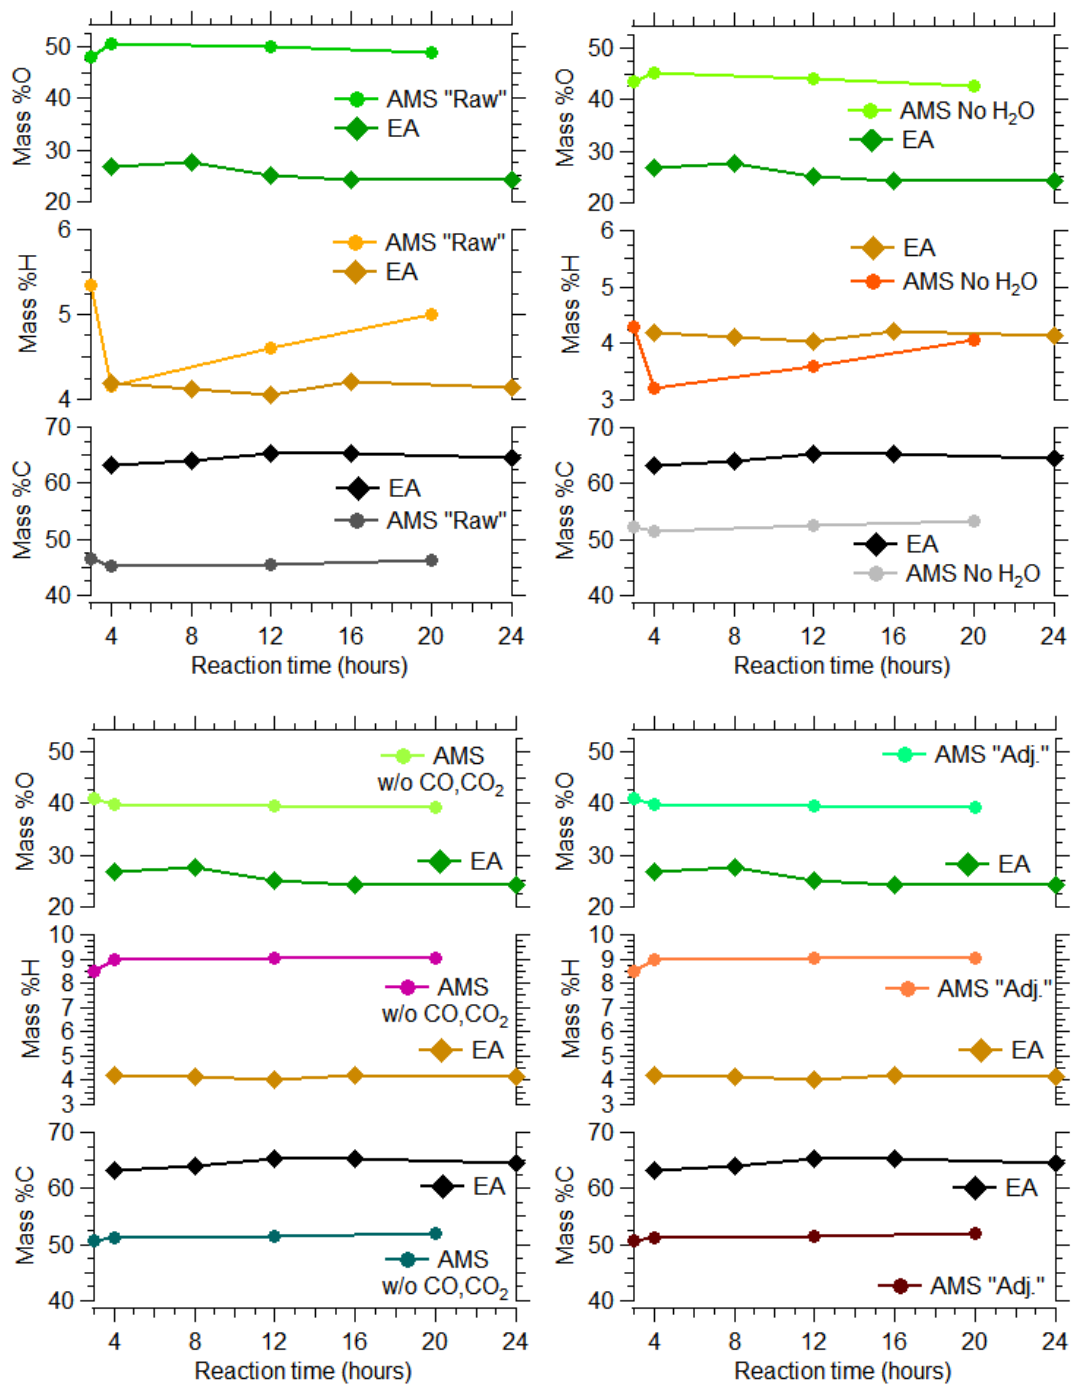 50
40
30
20
Mass %O
AMS "Raw"
EA
6
5
4
Mass %H
AMS "Raw"
EA
70
60
50
40
Mass %C
EA
AMS "Raw"
4 8 12 16 20 24
Reaction time (hours)
50
40
30
20
Mass %O
AMS No H₂O
EA
6
5
4
3
Mass %H
EA
AMS No H₂O
70
60
50
40
Mass %C
EA
AMS No H₂O
4 8 12 16 20 24
Reaction time (hours)
50
40
30
20
Mass %O
AMS
w/o CO,CO₂
EA
10
9
8
7
6
5
4
3
Mass %H
AMS
w/o CO,CO₂
EA
70
60
50
40
Mass %C
EA
AMS
w/o CO,CO₂
4 8 12 16 20 24
Reaction time (hours)
50
40
30
20
Mass %O
AMS "Adj."
EA
10
9
8
7
6
5
4
3
Mass %H
AMS "Adj."
EA
70
60
50
40
Mass %C
EA
AMS "Adj."
4 8 12 16 20 24
Reaction time (hours)